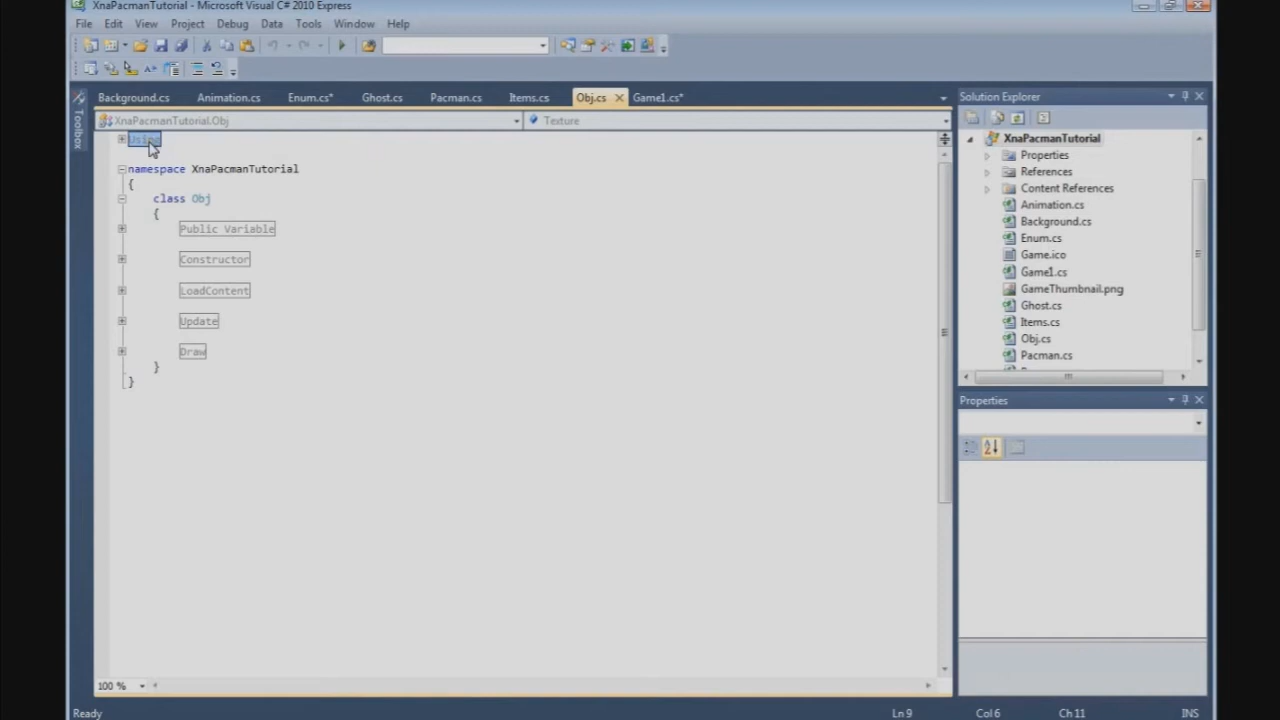 XnaPacmanTutorial - Microsoft Visual C# 2010 Express
File Edit View Project Debug Data Tools Window Help
Background.cs Animation.cs Enum.cs* Ghost.cs Pacman.cs Items.cs Obj.cs Game1.cs*
Toolbox
XnaPacmanTutorial.Obj Texture
Using
namespace XnaPacmanTutorial
{
class Obj
{
Public Variable
Constructor
LoadContent
Update
Draw
}
}
100 %
Solution Explorer
XnaPacmanTutorial
Properties
References
Content References
Animation.cs
Background.cs
Enum.cs
Game.ico
Game1.cs
GameThumbnail.png
Ghost.cs
Items.cs
Obj.cs
Pacman.cs
Properties
Ready Ln 9 Col 6 Ch 11 INS